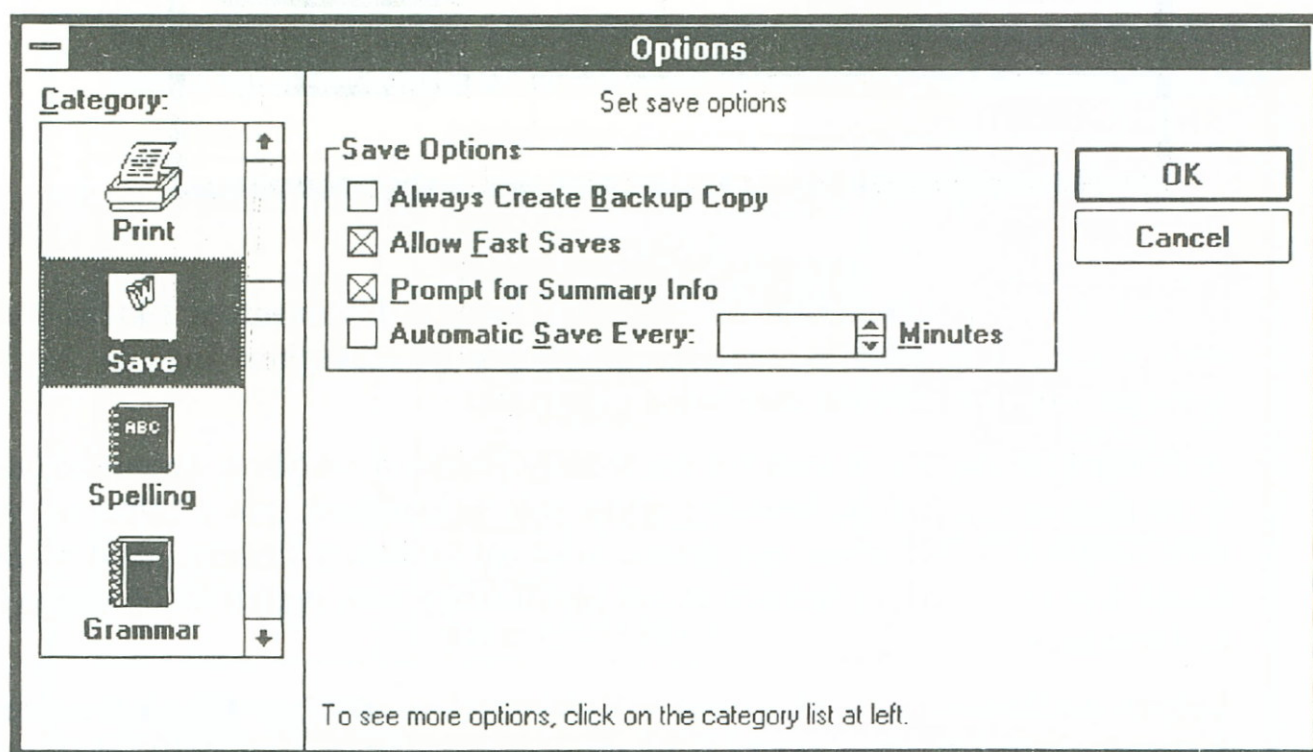 Options
Category:
Print
Save
ABC
Spelling
Grammar
Set save options
Save Options
Always Create Backup Copy
Allow Fast Saves
Prompt for Summary Info
Automatic Save Every: Minutes
OK
Cancel
To see more options, click on the category list at left.